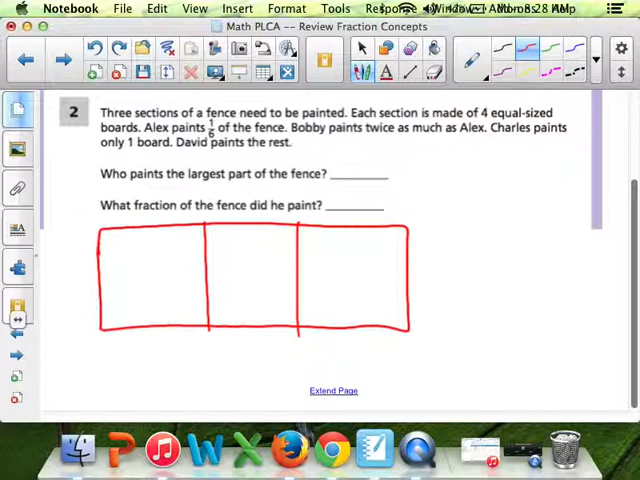 Notebook File Edit View Insert Format Tools
Math PLCA -- Review Fraction Concepts
2
Three sections of a fence need to be painted. Each section is made of 4 equal-sized
boards. Alex paints 1/6 of the fence. Bobby paints twice as much as Alex. Charles paints
only 1 board. David paints the rest.
Who paints the largest part of the fence? ________
What fraction of the fence did he paint? ________
Extend Page